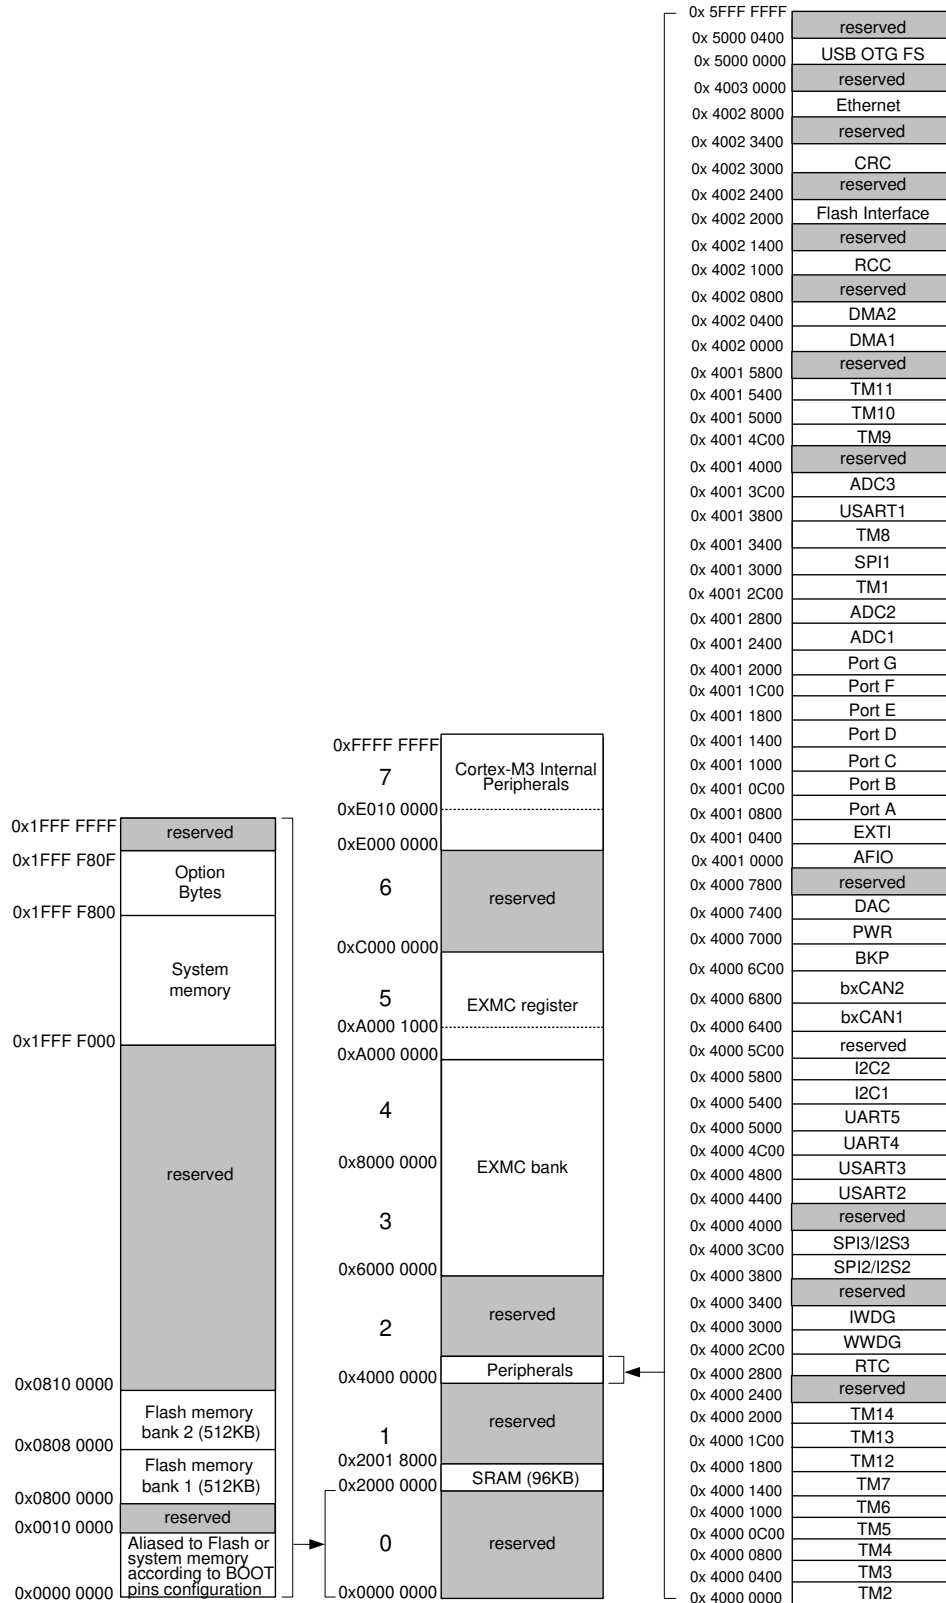 0x1FFF FFFF
reserved
0x1FFF F80F
Option
Bytes
0x1FFF F800
System
memory
0x1FFF F000
reserved
0x0810 0000
Flash memory
bank 2 (512KB)
0x0808 0000
Flash memory
bank 1 (512KB)
0x0800 0000
reserved
0x0010 0000
Aliased to Flash or
system memory
according to BOOT
pins configuration
0x0000 0000
0xFFFF FFFF
7
Cortex-M3 Internal
Peripherals
0xE010 0000
0xE000 0000
6
reserved
0xC000 0000
5
EXMC register
0xA000 1000
0xA000 0000
4
0x8000 0000
EXMC bank
3
0x6000 0000
reserved
2
0x4000 0000
Peripherals
reserved
1
0x2001 8000
SRAM (96KB)
0x2000 0000
0
reserved
0x0000 0000
0x 5FFF FFFF
reserved
0x 5000 0400
USB OTG FS
0x 5000 0000
reserved
0x 4003 0000
Ethernet
0x 4002 8000
reserved
0x 4002 3400
CRC
0x 4002 3000
reserved
0x 4002 2400
Flash Interface
0x 4002 2000
reserved
0x 4002 1400
RCC
0x 4002 1000
reserved
0x 4002 0800
DMA2
0x 4002 0400
DMA1
0x 4002 0000
reserved
0x 4001 5800
TM11
0x 4001 5400
TM10
0x 4001 5000
TM9
0x 4001 4C00
reserved
0x 4001 4000
ADC3
0x 4001 3C00
USART1
0x 4001 3800
TM8
0x 4001 3400
SPI1
0x 4001 3000
TM1
0x 4001 2C00
ADC2
0x 4001 2800
ADC1
0x 4001 2400
Port G
0x 4001 2000
Port F
0x 4001 1C00
Port E
0x 4001 1800
Port D
0x 4001 1400
Port C
0x 4001 1000
Port B
0x 4001 0C00
Port A
0x 4001 0800
EXTI
0x 4001 0400
AFIO
0x 4001 0000
reserved
0x 4000 7800
DAC
0x 4000 7400
PWR
0x 4000 7000
BKP
0x 4000 6C00
bxCAN2
0x 4000 6800
bxCAN1
0x 4000 6400
reserved
0x 4000 5C00
I2C2
0x 4000 5800
I2C1
0x 4000 5400
UART5
0x 4000 5000
UART4
0x 4000 4C00
USART3
0x 4000 4800
USART2
0x 4000 4400
reserved
0x 4000 4000
SPI3/I2S3
0x 4000 3C00
SPI2/I2S2
0x 4000 3800
reserved
0x 4000 3400
IWDG
0x 4000 3000
WWDG
0x 4000 2C00
RTC
0x 4000 2800
reserved
0x 4000 2400
TM14
0x 4000 2000
TM13
0x 4000 1C00
TM12
0x 4000 1800
TM7
0x 4000 1400
TM6
0x 4000 1000
TM5
0x 4000 0C00
TM4
0x 4000 0800
TM3
0x 4000 0400
TM2
0x 4000 0000